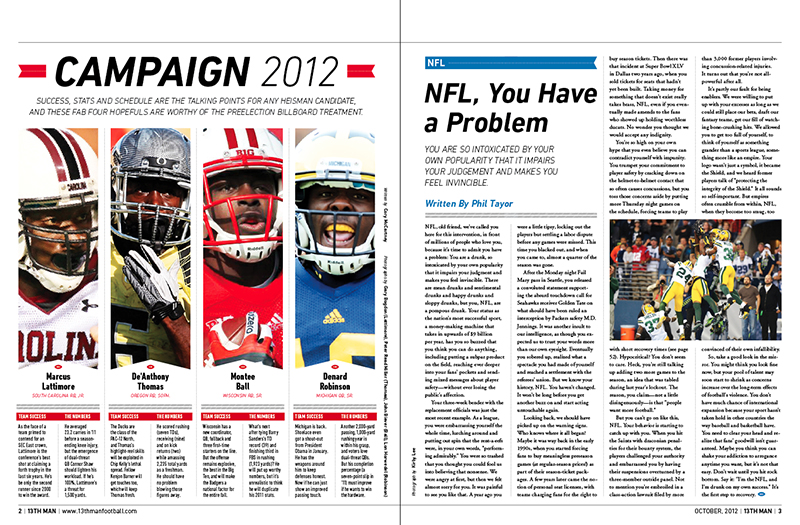 CAMPAIGN 2012
SUCCESS, STATS AND SCHEDULE ARE THE TALKING POINTS FOR ANY HEISMAN CANDIDATE,
AND THESE FAB FOUR HOPEFULS ARE WORTHY OF THE PREELECTION BILLBOARD TREATMENT.
Written by Gary McCartney
Marcus
Lattimore
SOUTH CAROLINA RB, JR.
De'Anthony
Thomas
OREGON RB, SOPH.
Montee
Ball
WISCONSIN RB, SR.
Denard
Robinson
MICHIGAN QB, SR.
TEAM SUCCESS
As the face of a
team primed to
contend for an
SEC East crown,
Lattimore is the
conference's best
shot at claiming a
forth trophy in the
last six years. He's
be only the second
runner since 2000
to win the award.
THE NUMBERS
He averaged
23.2 carries in 11
before a season-
ending knee injury,
but the emergence
of dual-threat
QB Connor Shaw
should lighten his
workload. If he's
100%, Lattimore's
a threat for
1,500 yards.
TEAM SUCCESS
The Ducks are
the class of the
PAC-12 North,
and Thomas's
highlight-reel skills
will be exploited in
Chip Kelly's lethal
spread. Fellow
Kenjon Barner will
get touches too,
which will keep
Thomas fresh.
THE NUMBERS
He scored rushing
(seven TDs),
receiving (nine)
and on kick
returns (two)
while amassing
2,235 total yards
as a freshman.
He should have
no problem
blowing those
figures away.
TEAM SUCCESS
Wisconsin has a
new coordinator,
QB, fullback and
three first-time
starters on the line.
But the offense
remains explosive,
the best in the Big
Ten, and will make
the Badgers a
national factor for
the entire fall.
THE NUMBERS
What's next
after tying Barry
Sanders's TD
record (39) and
finishing third in
FBS in rushing
(1,923 yards)? He
will put up worthy
numbers, but it's
unrealistic to think
he will duplicate
his 2011 stats.
TEAM SUCCESS
Michigan is back.
Shoelace even
got a shout-out
from President
Obama in January.
He has the
weapons around
him to keep
defenses honest.
Now if he can just
show an improved
passing touch.
THE NUMBERS
Another 2,000-yard
passing, 1,000-yard
rushing year is
within his grasp,
and voters love
dual-threat QBs.
But his completion
percentage (a
seven-point slip in
'11) must improve
if he wants to win
the hardware.
2 | 13TH MAN | www.13thmanfootball.com
NFL
NFL, You Have
a Problem
YOU ARE SO INTOXICATED BY YOUR
OWN POPULARITY THAT IT IMPAIRS
YOUR JUDGEMENT AND MAKES YOU
FEEL INVINCIBLE.
Written By Phil Tayor
NFL, old friend, we've called you
here for this intervention, in front
of millions of people who love you,
because it's time to admit you have
a problem: You are a drunk, so
intoxicated by your own popularity
that it impairs your judgment and
makes you feel invincible. There
are mean drunks and sentimental
drunks and happy drunks and
sloppy drunks, but you, NFL, are
a pompous drunk. Your status as
the nation's most successful sport,
a money-making machine that
takes in upwards of $9 billion
per year, has you so buzzed that
you think you can do anything,
including putting a subpar product
on the field, reaching ever deeper
into your fans' pockets and send-
ing mixed messages about player
safety—without ever losing the
public's affection.
Your three-week bender with the
replacement officials was just the
most recent example. As a league,
you were embarrassing yourself the
whole time, lurching around and
putting out spin that the scrub refs
were, in your own words, "perform-
ing admirably." You were so trashed
that you thought you could fool us
into believing that nonsense. We
were angry at first, but then we felt
almost sorry for you. It was painful
to see you like that. A year ago you
were a little tipsy, locking out the
players but settling a labor dispute
before any games were missed. This
time you blacked out, and when
you came to, almost a quarter of the
season was gone.
After the Monday night Fail
Mary pass in Seattle, you released
a convoluted statement support-
ing the absurd touchdown call for
Seahawks receiver Golden Tate on
what should have been ruled an
interception by Packers safety M.D.
Jennings. It was another insult to
our intelligence, as though you ex-
pected us to trust your words more
than our own eyesight. Eventually
you sobered up, realized what a
spectacle you had made of yourself
and reached a settlement with the
referees' union. But we know your
history, NFL. You haven't changed.
It won't be long before you get
another buzz on and start acting
untouchable again.
Looking back, we should have
picked up on the warning signs.
Who knows where it all began?
Maybe it was way back in the early
1990s, when you started forcing
fans to buy meaningless preseason
games (at regular-season prices) as
part of their season-ticket pack-
ages. A few years later came the no-
tion of personal seat licenses, with
teams charging fans for the right to
buy season tickets. Then there was
that incident at Super Bowl XLV
in Dallas two years ago, when you
sold tickets for seats that hadn't
yet been built. Taking money for
something that doesn't exist really
takes brass, NFL, even if you even-
tually made amends to the fans
who showed up holding worthless
ducats. No wonder you thought we
would accept any indignity.
You're so high on your own
hype that you even believe you can
contradict yourself with impunity.
You trumpet your commitment to
player safety by cracking down on
the helmet-to-helmet contact that
so often causes concussions, but you
toss those concerns aside by putting
more Thursday night games on
the schedule, forcing teams to play
with short recovery times (see page
52). Hypocritical? You don't seem
to care. Heck, you're still talking
up adding two more games to the
season, an idea that was tabled
during last year's lockout. The
reason, you claim—not a little
disingenuously—is that "people
want more football."
But you can't go on like this,
NFL. Your behavior is starting to
catch up with you. When you hit
the Saints with draconian penal-
ties for their bounty system, the
players challenged your authority
and embarrassed you by having
their suspensions overturned by a
three-member outside panel. Not
to mention you're embroiled in a
class-action lawsuit filed by more
than 3,000 former players involv-
ing concussion-related injuries.
It turns out that you're not all-
powerful after all.
It's partly our fault for being
enablers. We were willing to put
up with your excesses as long as we
could still place our bets, draft our
fantasy teams, get our fill of watch-
ing bone-crushing hits. We allowed
you to get too full of yourself, to
think of yourself as something
grander than a sports league, some-
thing more like an empire. Your
logo wasn't just a symbol, it became
the Shield, and we heard former
players talk of "protecting the
integrity of the Shield." It all sounds
so self-important. But empires
often crumble from within, NFL,
when they become too smug, too
convinced of their own infallibility.
So, take a good look in the mir-
ror. You might think you look fine
now, but your pool of talent may
soon start to shrink as concerns
increase over the long-term effects
of football's violence. You don't
have much chance of international
expansion because your sport hasn't
taken hold in other countries the
way baseball and basketball have.
You need to clear your head and re-
alize that fans' goodwill isn't guar-
anteed. Maybe you think you can
shake your addiction to arrogance
anytime you want, but it's not that
easy. Don't wait until you hit rock
bottom. Say it: "I'm the NFL, and
I'm drunk on my own success." It's
the first step to recovery.
OCTOBER, 2012 | 13TH MAN | 3